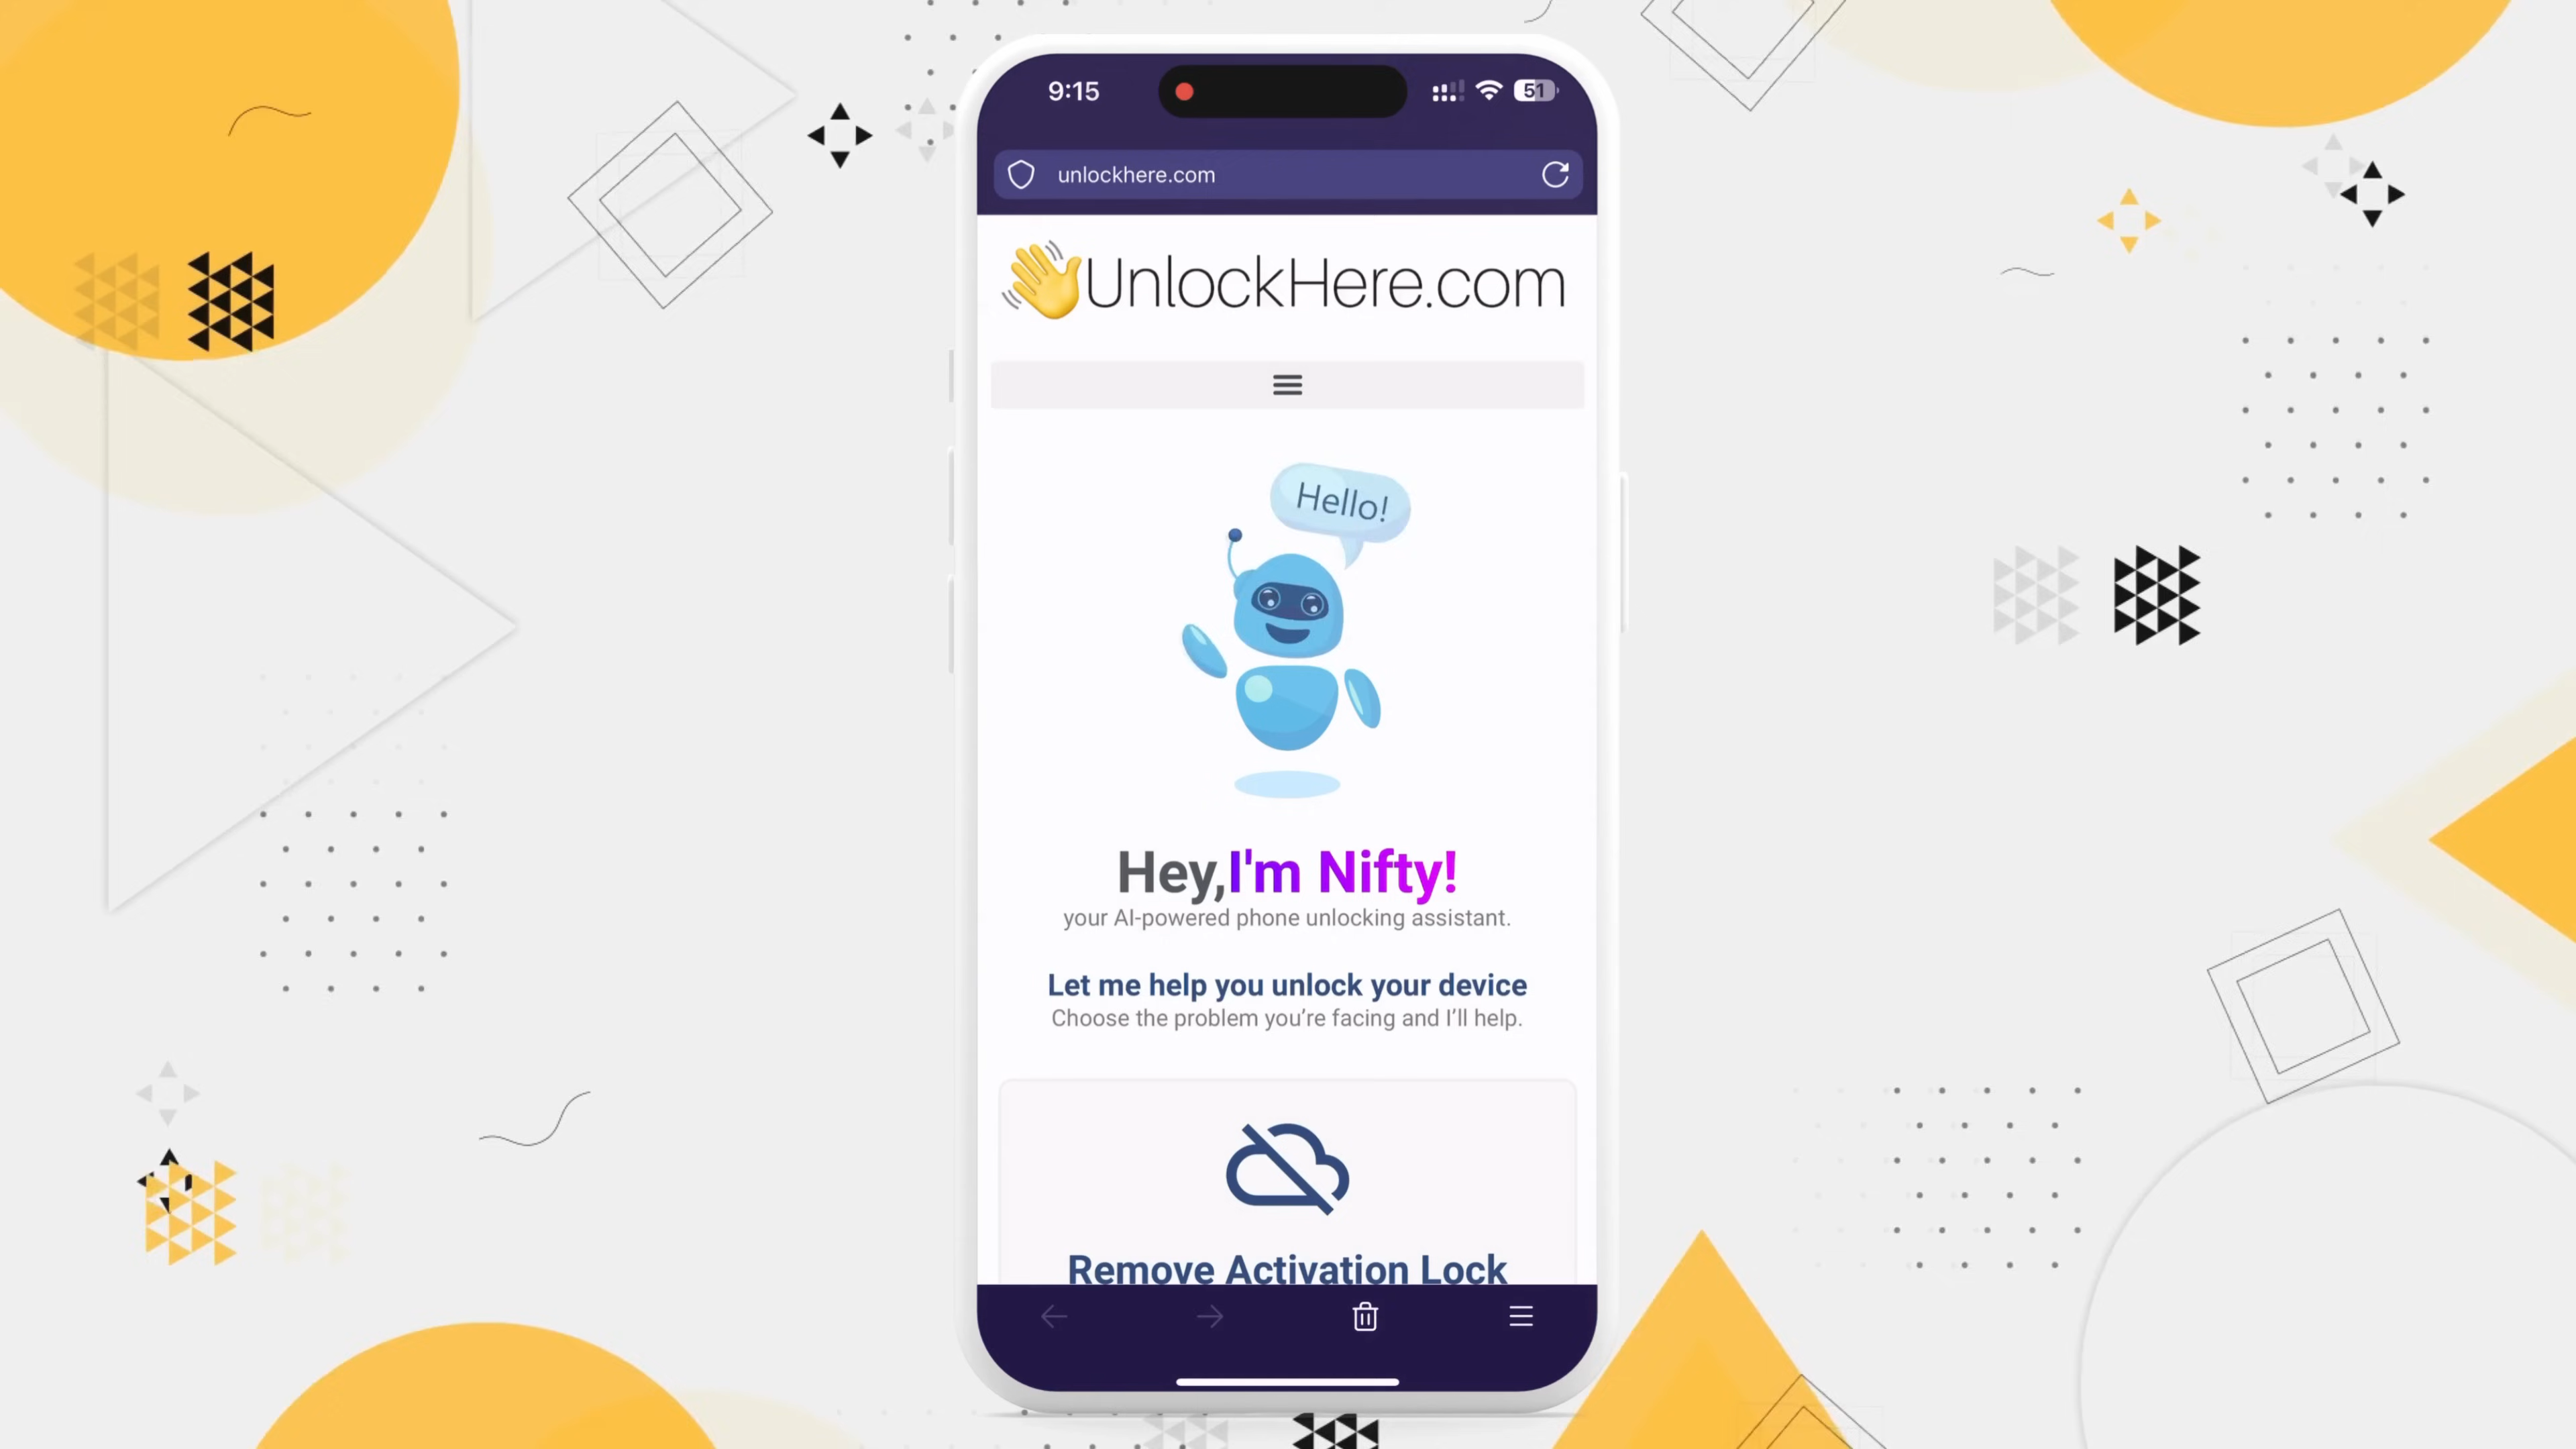 9:15
51
unlockhere.com
👋UnlockHere.com
Hello!
Hey,I'm Nifty!
your AI-powered phone unlocking assistant.
Let me help you unlock your device
Choose the problem you’re facing and I’ll help.
Remove Activation Lock